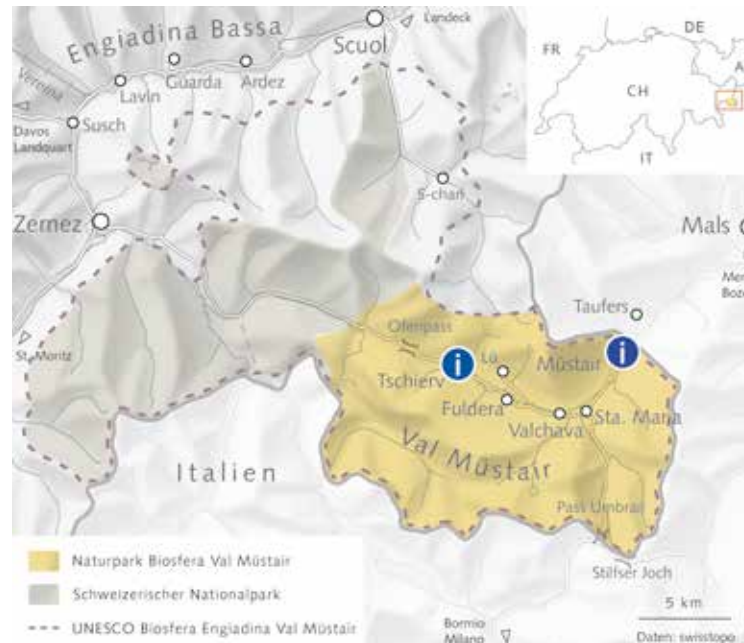 Engiadina Bassa
Landeck
Scuol
Vereina
Lavin
Guarda
Ardez
Davos
Landquart
Susch
S-charl
Zernez
FR
DE
CH
IT
Mals
Taufers
St. Moritz
Ofenpass
i
i
Lü
Müstair
Tschierv
Fuldera
Valchava
Sta. Maria
Val Müstair
Italien
Pass Umbrail
Stilfser Joch
Naturpark Biosfera Val Müstair
Schweizerischer Nationalpark
UNESCO Biosfera Engiadina Val Müstair
Bormio
Milano
5 km
Daten: swisstopo